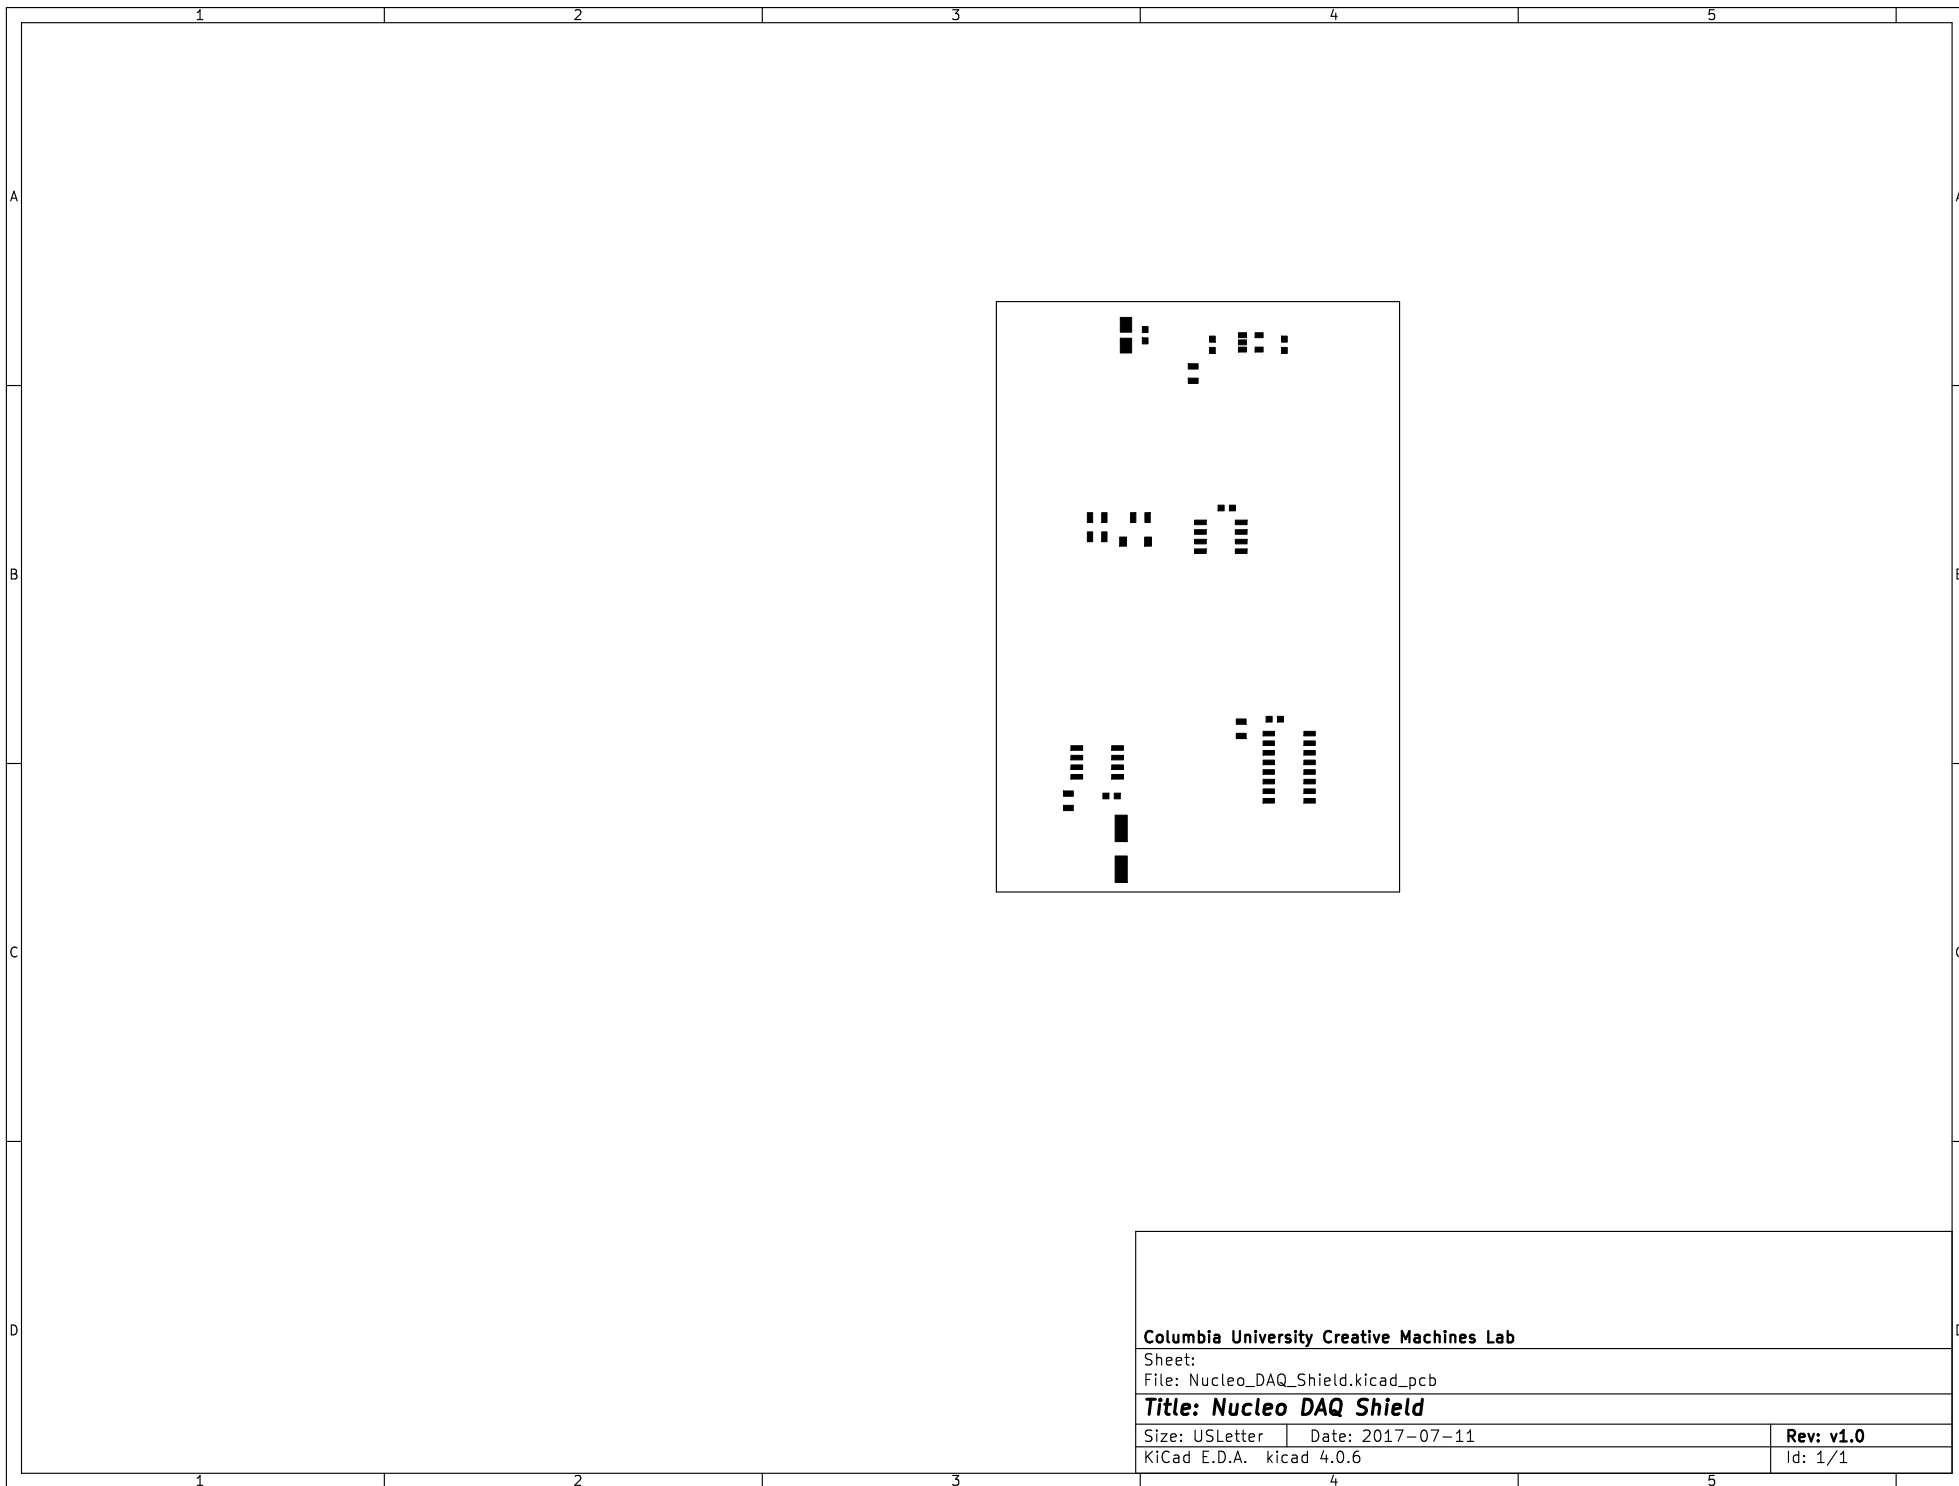 1 2 3 4 5
A A
B B
C C
D D
Columbia University Creative Machines Lab
Sheet:
File: Nucleo_DAQ_Shield.kicad_pcb
Title: Nucleo DAQ Shield
Size: USLetter Date: 2017-07-11 Rev: v1.0
KiCad E.D.A. kicad 4.0.6 Id: 1/1
1 2 3 4 5